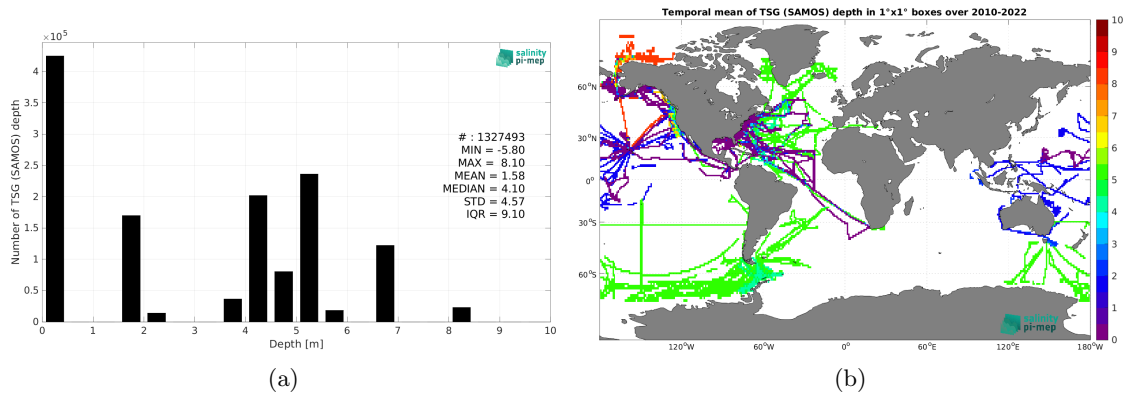 ×10⁵
4
3.5
3
2.5
2
1.5
1
0.5
0
Number of TSG (SAMOS) depth
0 1 2 3 4 5 6 7 8 9 10
Depth [m]
salinity
pi-mep
# : 1327493
MIN = -5.80
MAX = 8.10
MEAN = 1.58
MEDIAN = 4.10
STD = 4.57
IQR = 9.10
(a)
Temporal mean of TSG (SAMOS) depth in 1°x1° boxes over 2010-2022
60°N
30°N
0°
30°S
60°S
120°W 60°W 0° 60°E 120°E 180°W
salinity
pi-mep
10
9
8
7
6
5
4
3
2
1
0
(b)